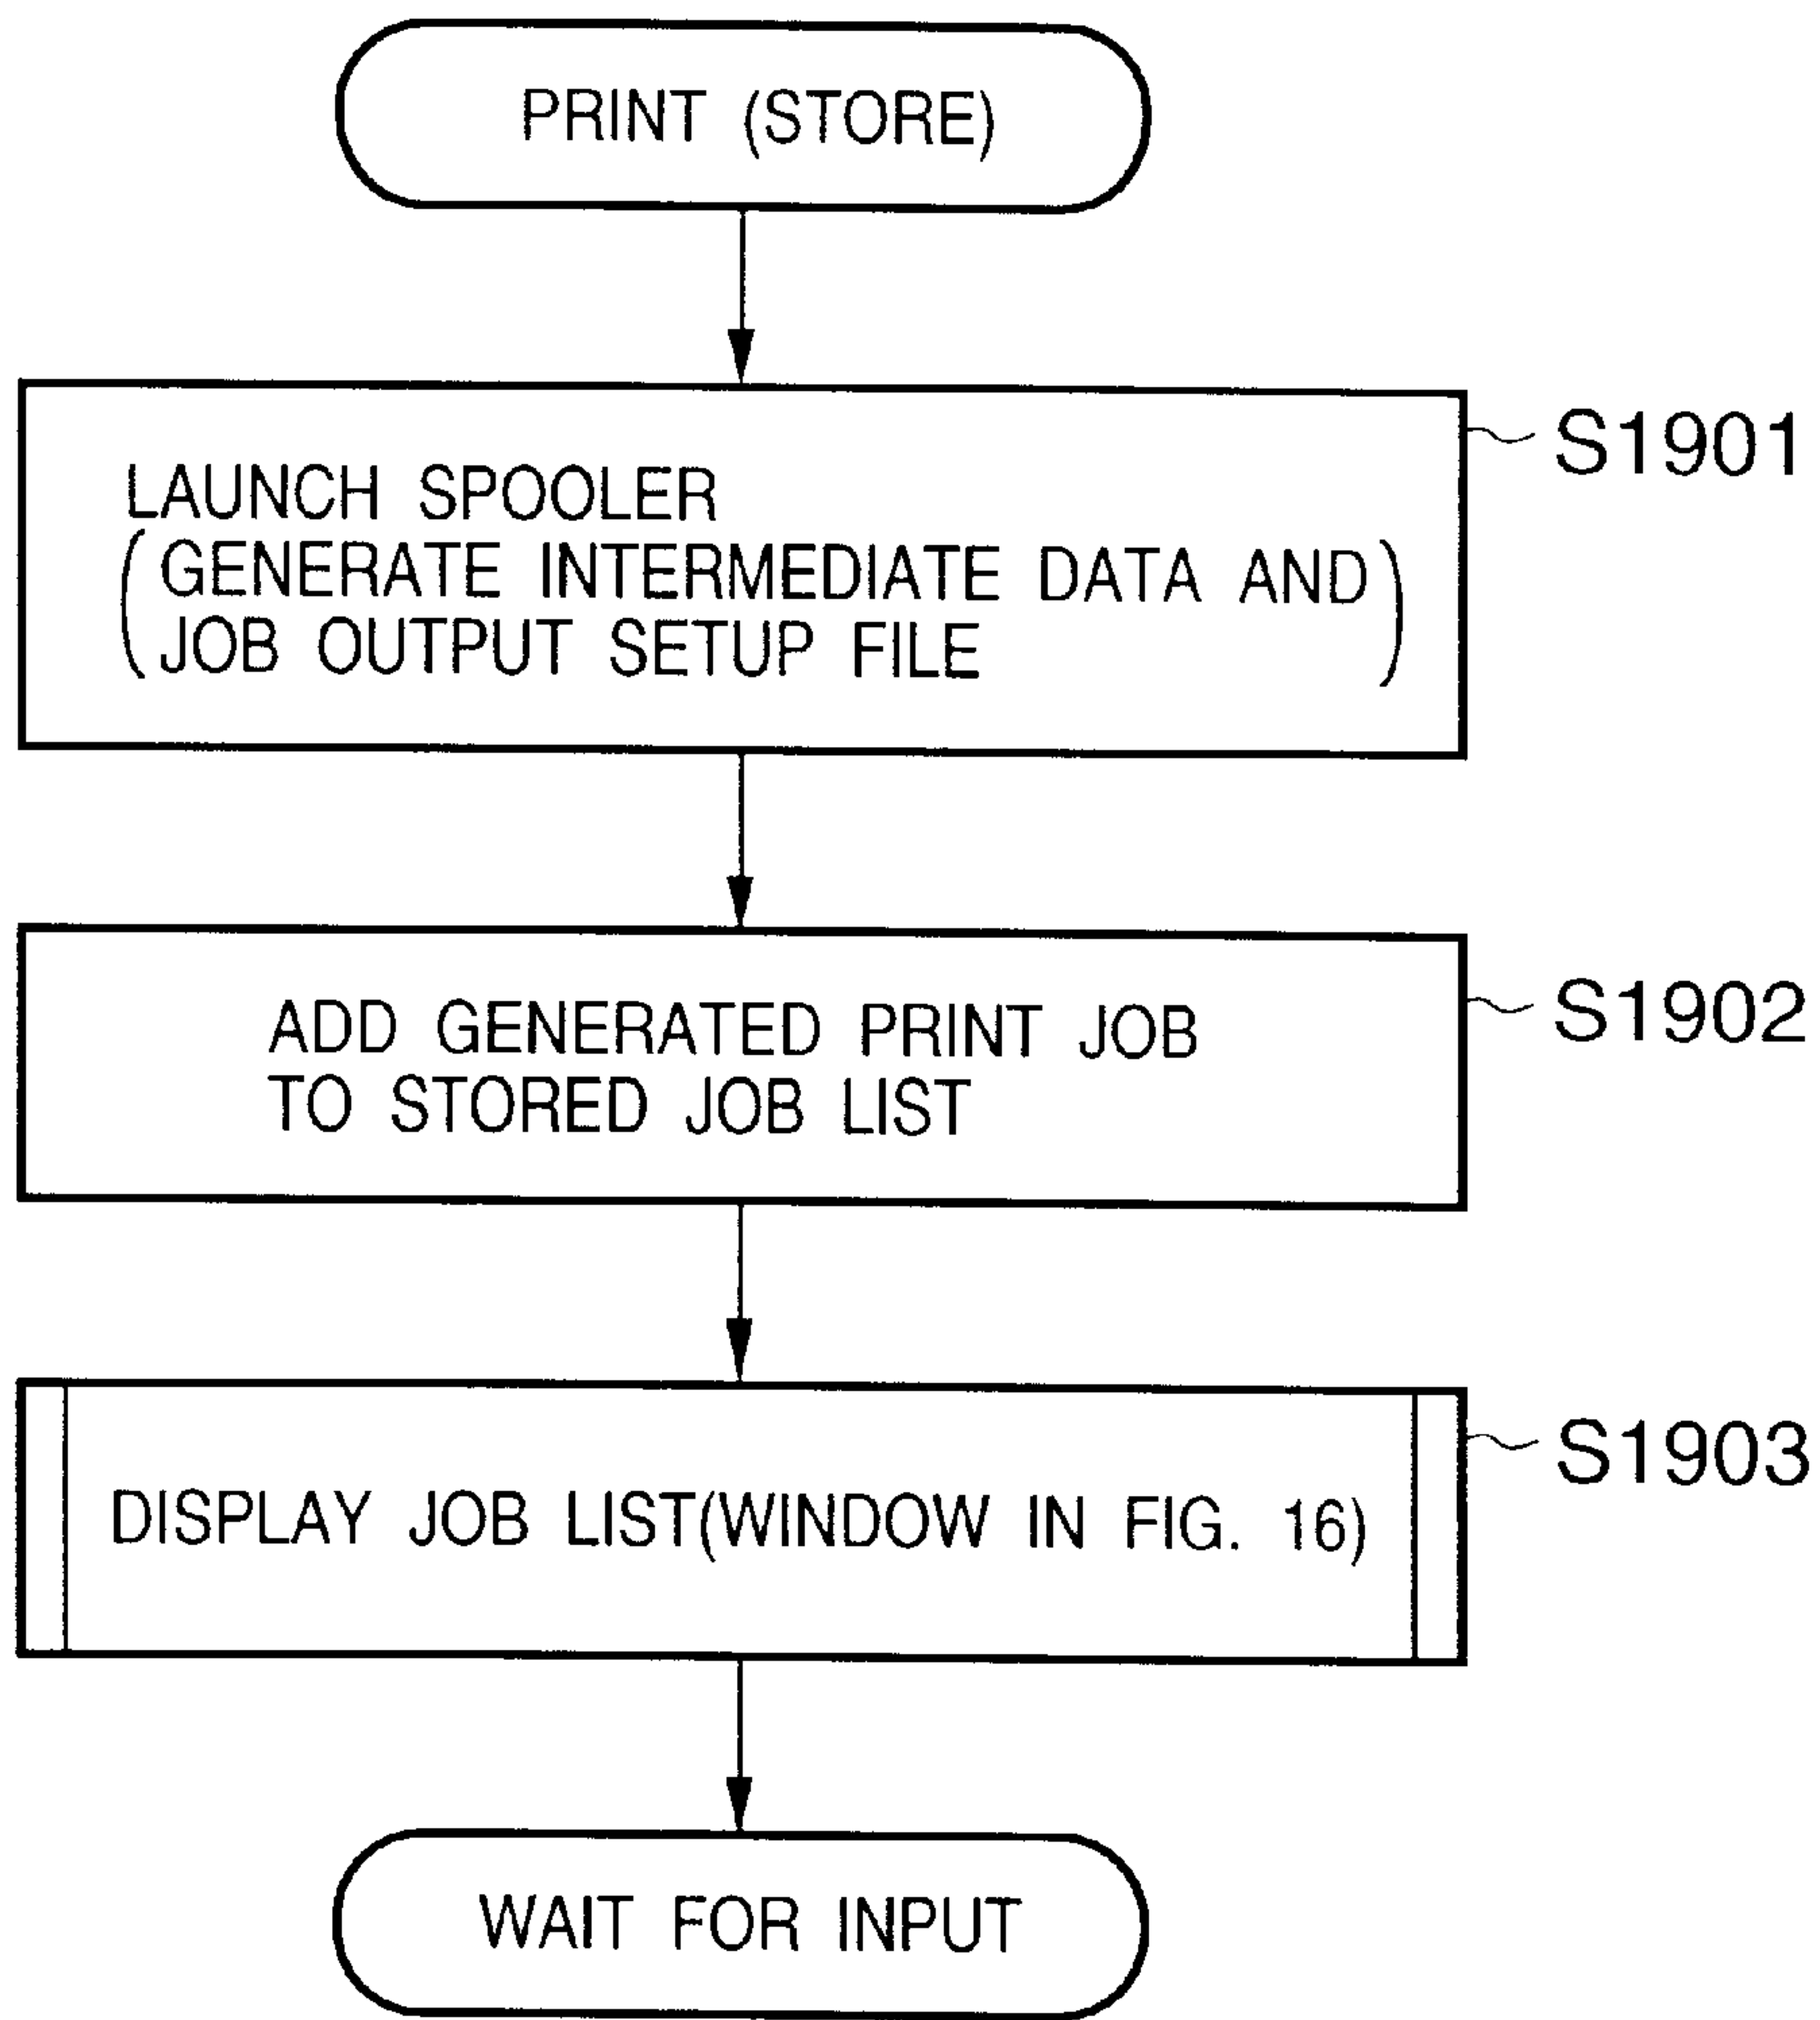 PRINT (STORE)
S1901
LAUNCH SPOOLER
(GENERATE INTERMEDIATE DATA AND
JOB OUTPUT SETUP FILE)
S1902
ADD GENERATED PRINT JOB
TO STORED JOB LIST
S1903
DISPLAY JOB LIST(WINDOW IN FIG. 16)
WAIT FOR INPUT